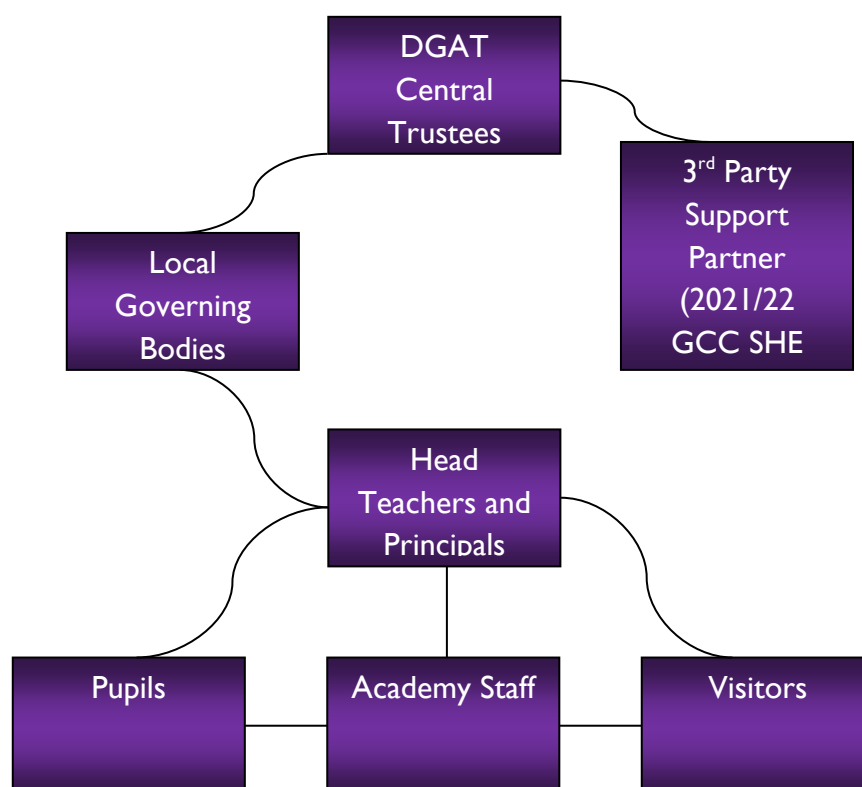 DGAT
Central
Trustees
3rd Party
Support
Partner
(2021/22
GCC SHE
Local
Governing
Bodies
Head
Teachers and
Principals
Pupils
Academy Staff
Visitors